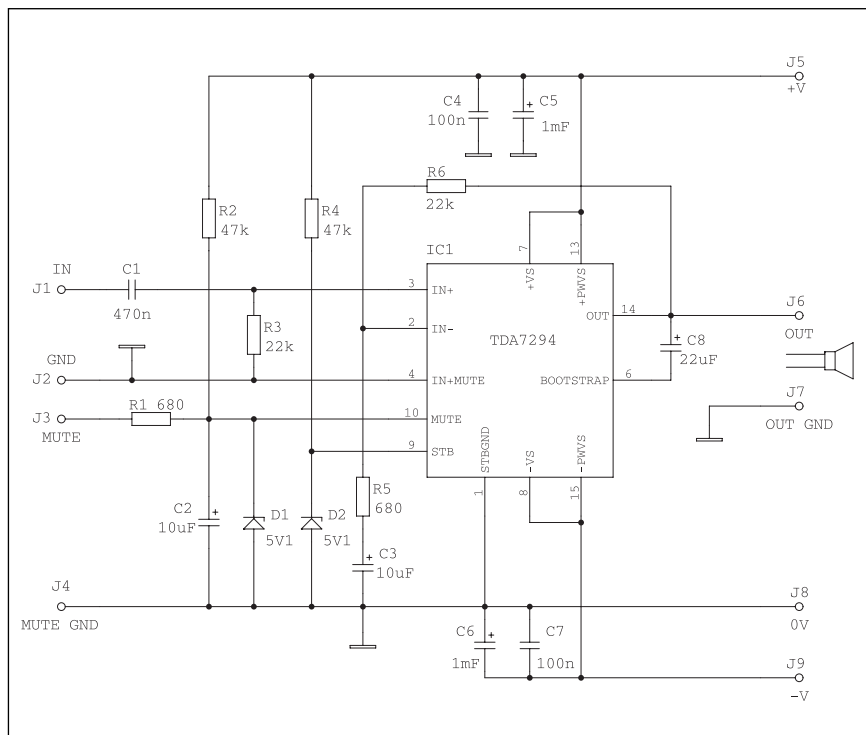 J5
+V
C4
100n
C5
+
1mF
R6
22k
R2
47k
R4
47k
IC1
7
13
+VS
+PWVS
IN
C1
J1
470n
3
IN+
R3
22k
2
IN-
TDA7294
OUT
14
J6
OUT
+
C8
22uF
GND
J2
4
IN+MUTE
BOOTSTRAP
6
J3
R1 680
MUTE
10
MUTE
J7
OUT GND
9
STB
STBGND
-VS
-PWVS
1
8
15
R5
680
C2
+
10uF
D1
5V1
D2
5V1
+
C3
10uF
J4
MUTE GND
J8
0V
C6
+
1mF
C7
100n
J9
-V